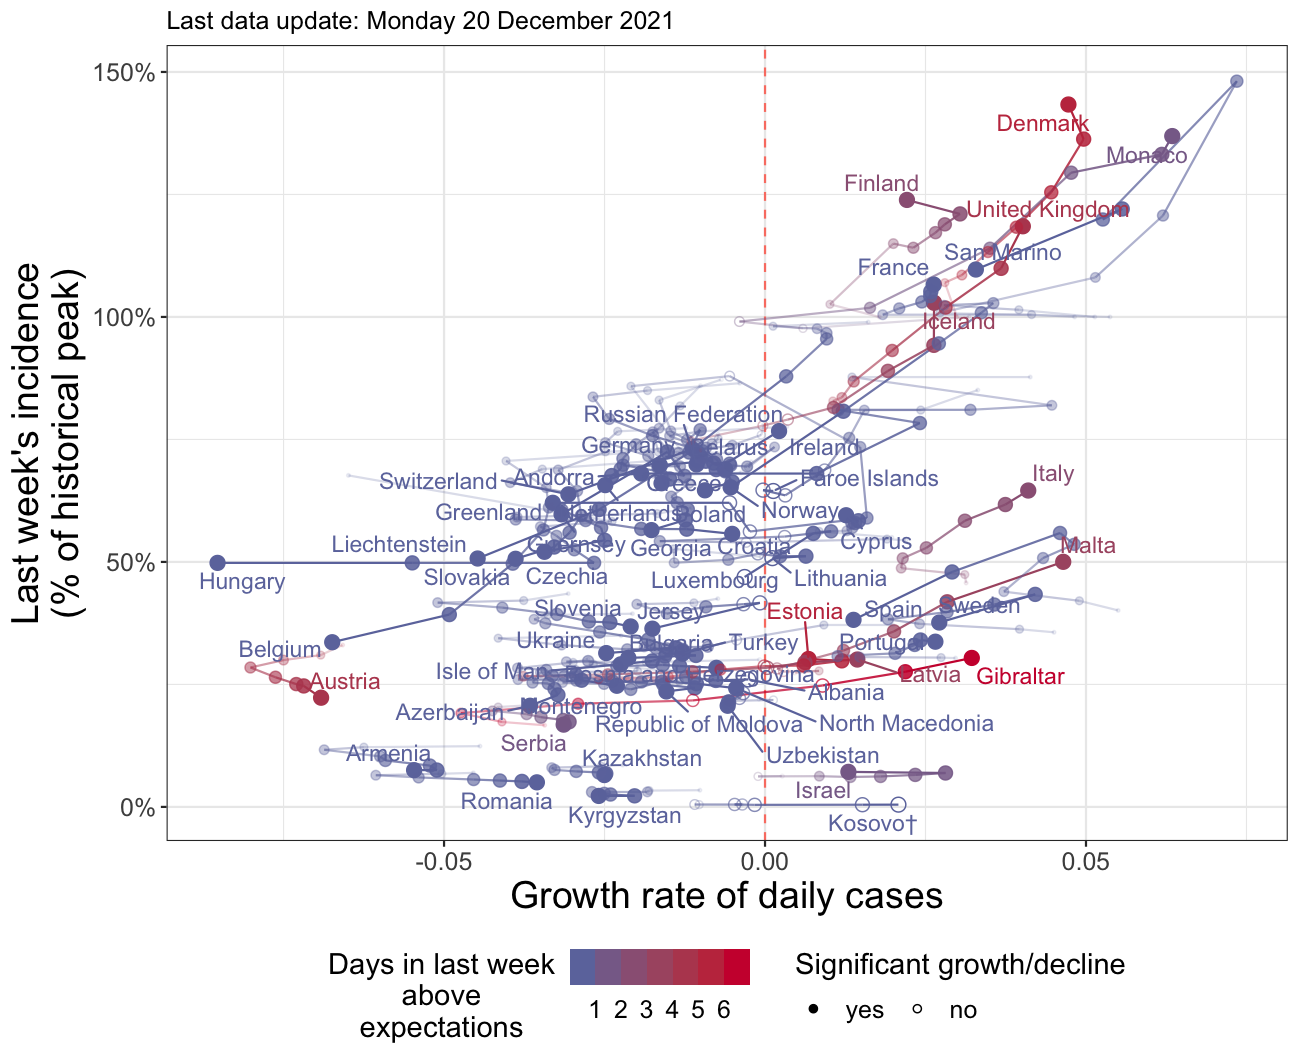 Last data update: Monday 20 December 2021
150%
100%
50%
0%
Last week's incidence
(% of historical peak)
Denmark
Monaco
Finland
United Kingdom
San Marino
France
Iceland
Russian Federation
Germany
Belarus
Ireland
Switzerland
Andorra
Greece
Faroe Islands
Italy
Greenland
Netherlands
Poland
Norway
Liechtenstein
Guernsey
Georgia
Croatia
Cyprus
Malta
Hungary
Slovakia
Czechia
Luxembourg
Lithuania
Slovenia
Jersey
Estonia
Spain
Sweden
Ukraine
Bulgaria
Turkey
Portugal
Belgium
Isle of Man
Bosnia and Herzegovina
Latvia
Gibraltar
Austria
Albania
Azerbaijan
Montenegro
Republic of Moldova
North Macedonia
Serbia
Armenia
Kazakhstan
Uzbekistan
Romania
Israel
Kyrgyzstan
Kosovo†
-0.05
0.00
0.05
Growth rate of daily cases
Days in last week
above
expectations
1 2 3 4 5 6
Significant growth/decline
yes
no